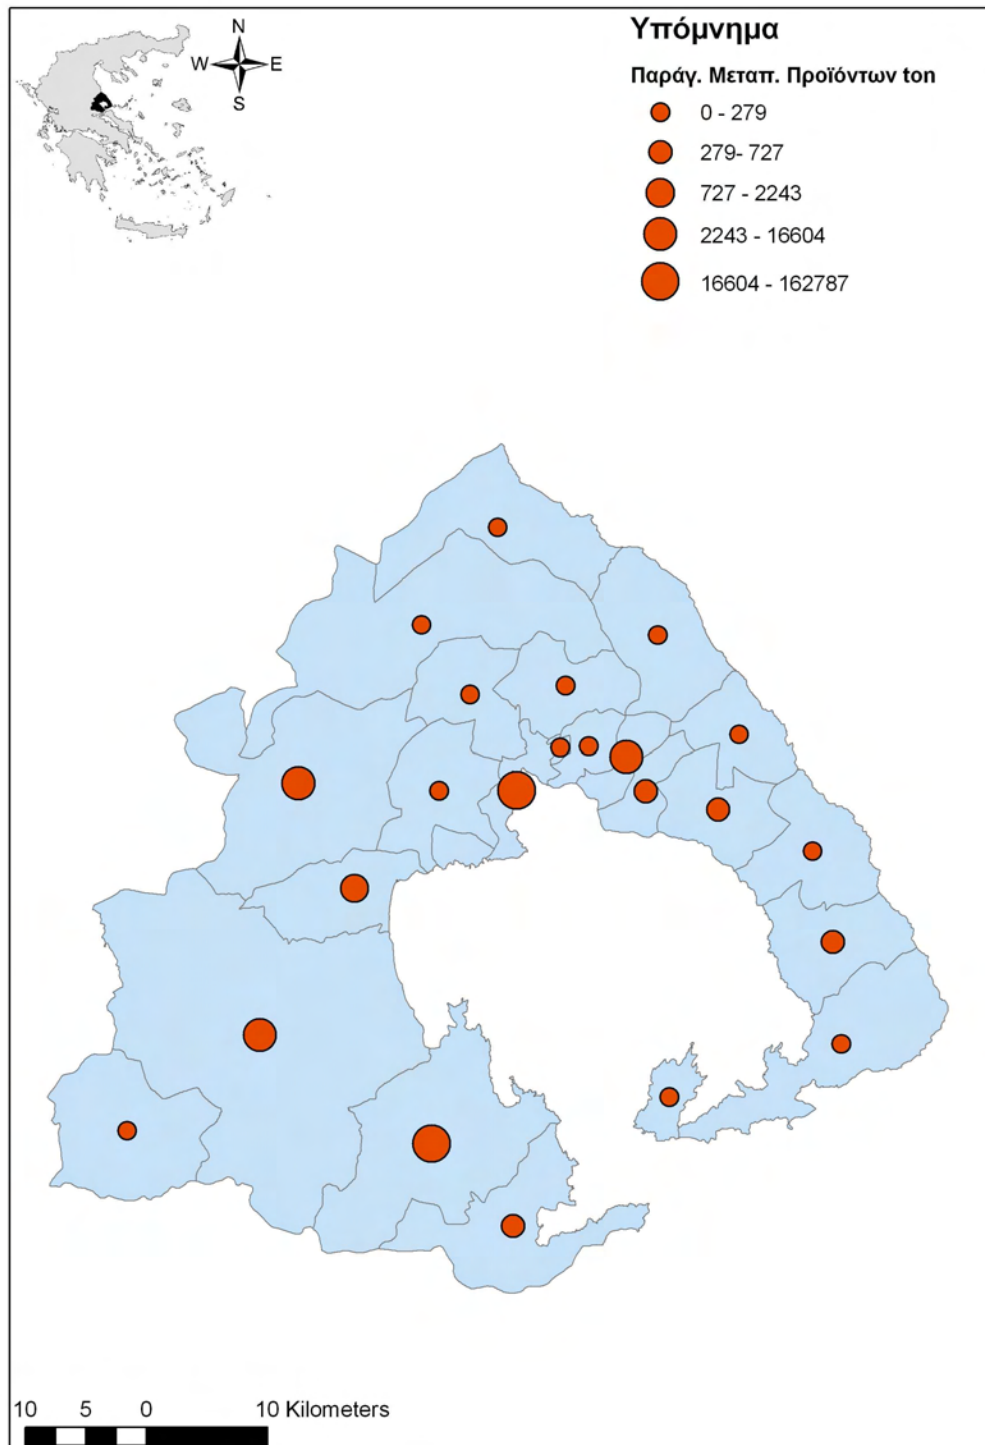 N
W E
S
Υπόμνημα
Παράγ. Μεταπ. Προϊόντων ton
0 - 279
279- 727
727 - 2243
2243 - 16604
16604 - 162787
10 5 0 10 Kilometers